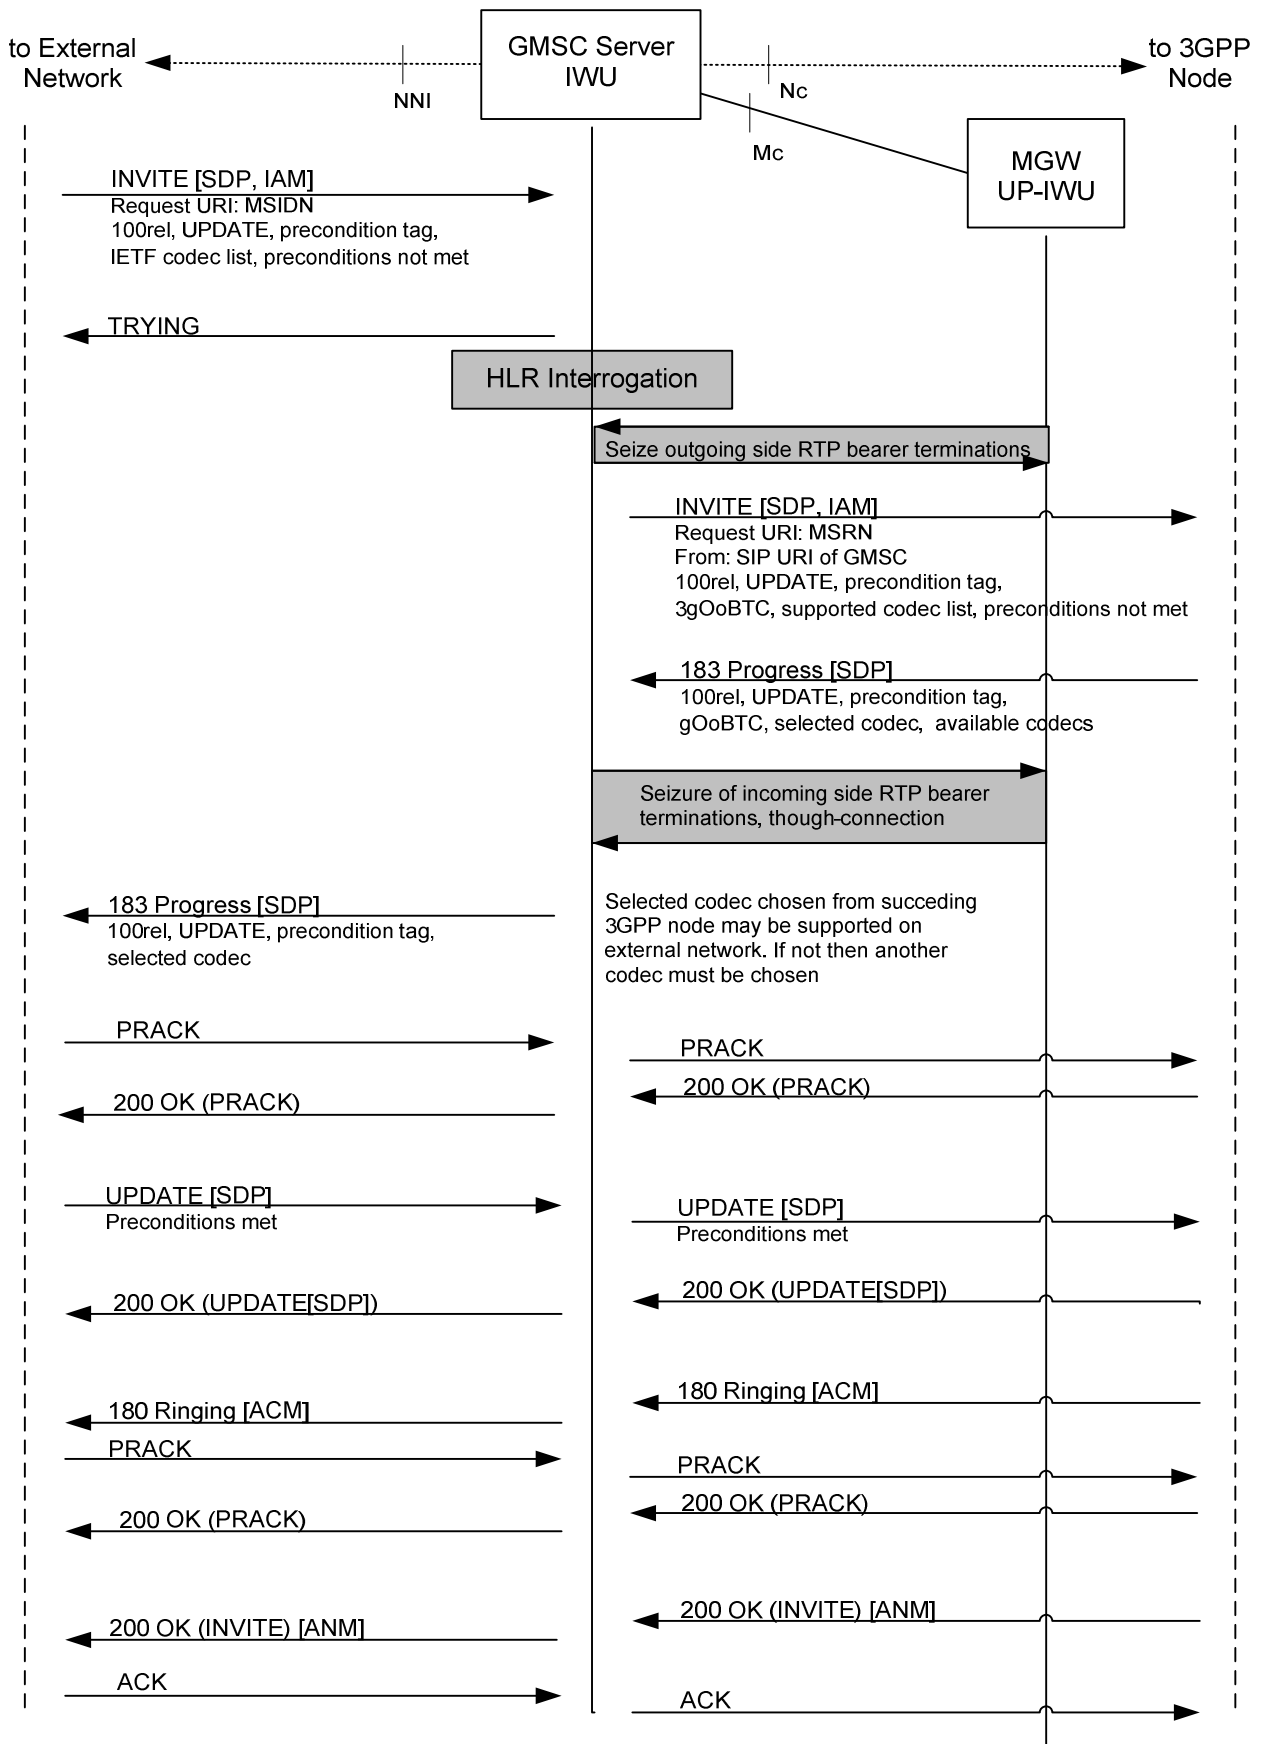 to External
Network
GMSC Server
IWU
to 3GPP
Node
NNI
Nc
Mc
MGW
UP-IWU
INVITE [SDP, IAM]
Request URI: MSIDN
100rel, UPDATE, precondition tag,
IETF codec list, preconditions not met
TRYING
HLR Interrogation
Seize outgoing side RTP bearer terminations
INVITE [SDP, IAM]
Request URI: MSRN
From: SIP URI of GMSC
100rel, UPDATE, precondition tag,
3gOoBTC, supported codec list, preconditions not met
183 Progress [SDP]
100rel, UPDATE, precondition tag,
gOoBTC, selected codec,  available codecs
Seizure of incoming side RTP bearer
terminations, though-connection
183 Progress [SDP]
100rel, UPDATE, precondition tag,
selected codec
Selected codec chosen from succeding
3GPP node may be supported on
external network. If not then another
codec must be chosen
PRACK
PRACK
200 OK (PRACK)
200 OK (PRACK)
UPDATE [SDP]
Preconditions met
UPDATE [SDP]
Preconditions met
200 OK (UPDATE[SDP])
200 OK (UPDATE[SDP])
180 Ringing [ACM]
180 Ringing [ACM]
PRACK
PRACK
200 OK (PRACK)
200 OK (PRACK)
200 OK (INVITE) [ANM]
200 OK (INVITE) [ANM]
ACK
ACK